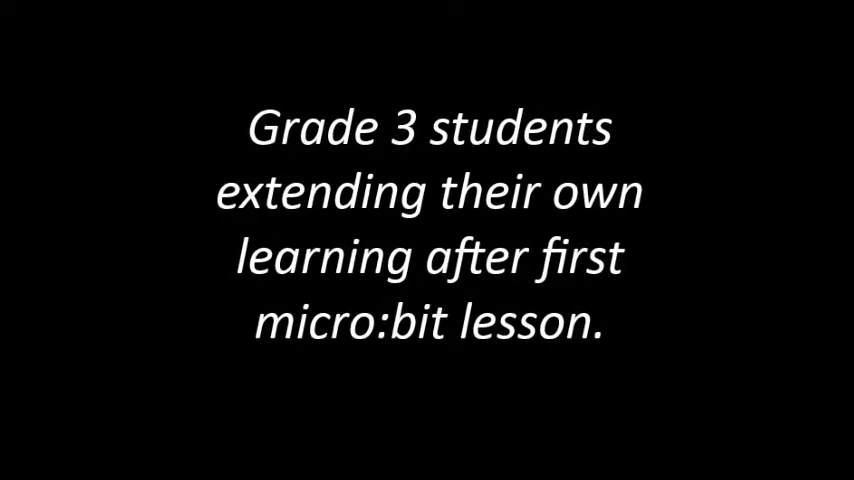 Grade 3 students
extending their own
learning after first
micro:bit lesson.